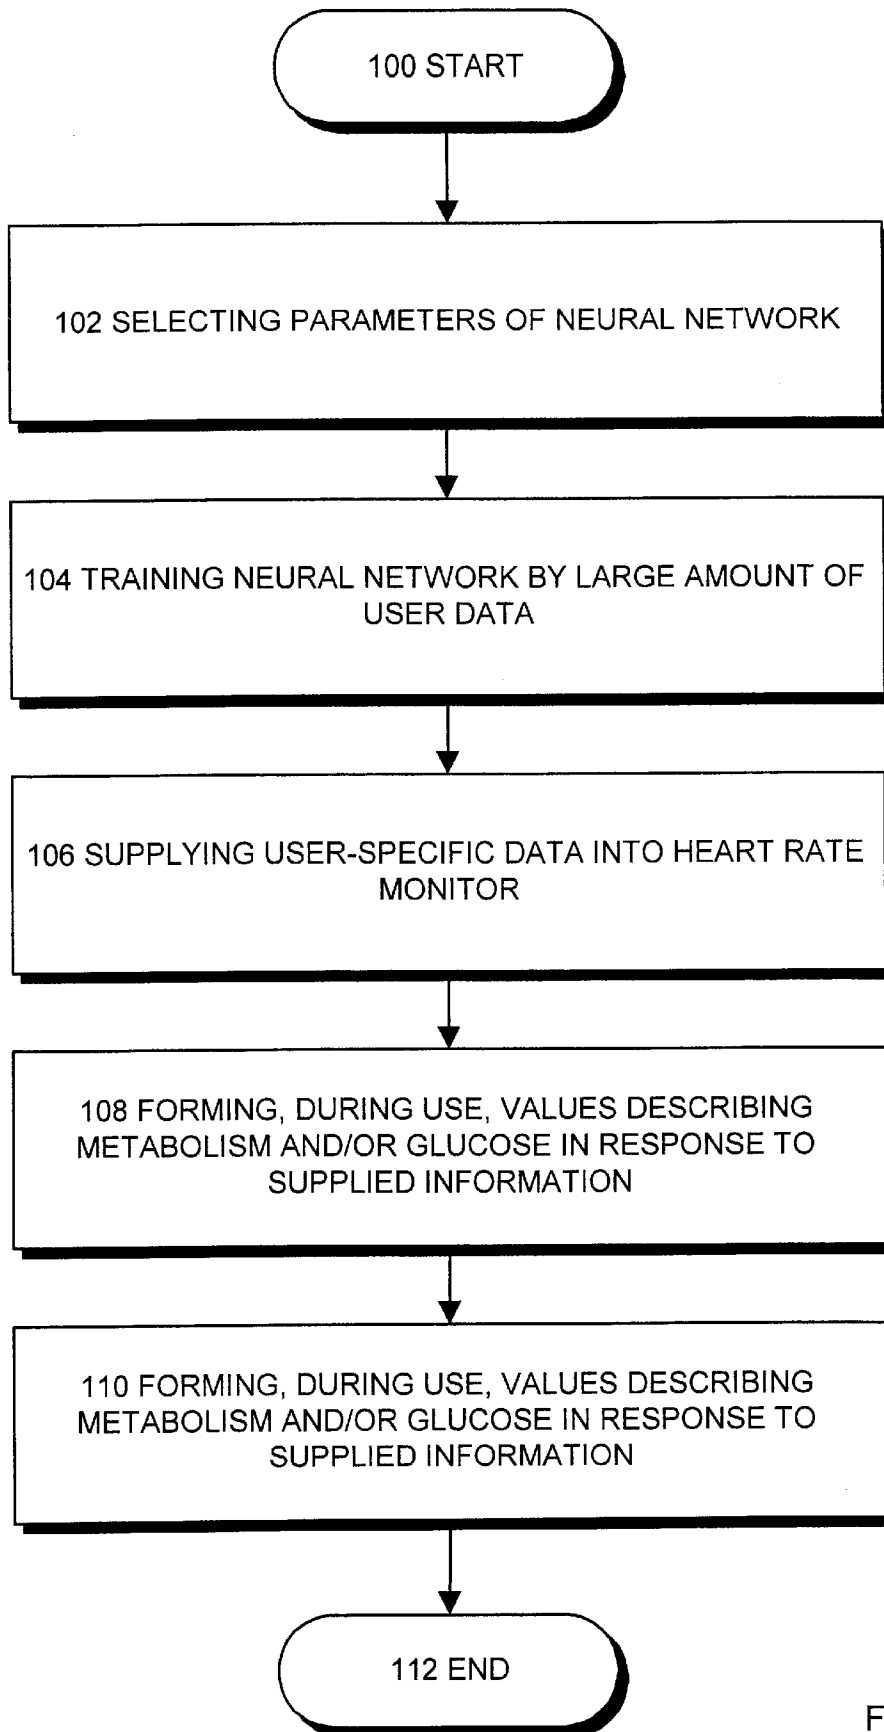 100 START
102 SELECTING PARAMETERS OF NEURAL NETWORK
104 TRAINING NEURAL NETWORK BY LARGE AMOUNT OF
USER DATA
106 SUPPLYING USER-SPECIFIC DATA INTO HEART RATE
MONITOR
108 FORMING, DURING USE, VALUES DESCRIBING
METABOLISM AND/OR GLUCOSE IN RESPONSE TO
SUPPLIED INFORMATION
110 FORMING, DURING USE, VALUES DESCRIBING
METABOLISM AND/OR GLUCOSE IN RESPONSE TO
SUPPLIED INFORMATION
112 END
F